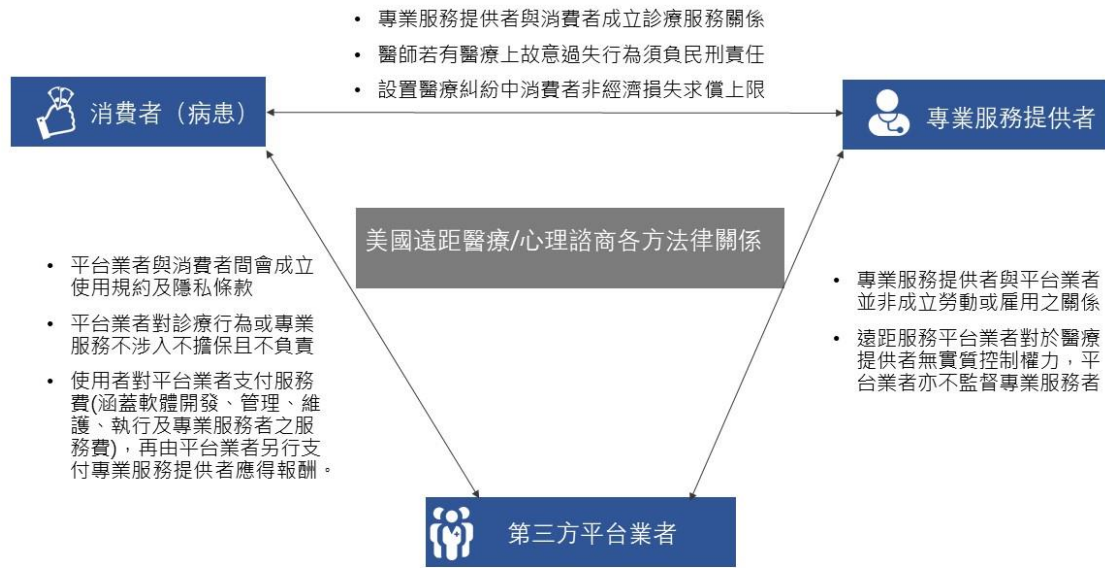 專業服務提供者與消費者成立診療服務關係
醫師若有醫療上故意過失行為須負民刑責任
設置醫療糾紛中消費者非經濟損失求償上限
消費者（病患）
專業服務提供者
美國遠距醫療/心理諮商各方法律關係
平台業者與消費者間會成立
使用規約及隱私條款
平台業者對診療行為或專業
服務不涉入不擔保且不負責
使用者對平台業者支付服務
費(涵蓋軟體開發、管理、維
護、執行及專業服務者之服
務費)，再由平台業者另行支
付專業服務提供者應得報酬。
專業服務提供者與平台業者
並非成立勞動或雇用之關係
遠距服務平台業者對於醫療
提供者無實質控制權力，平
台業者亦不監督專業服務者
第三方平台業者